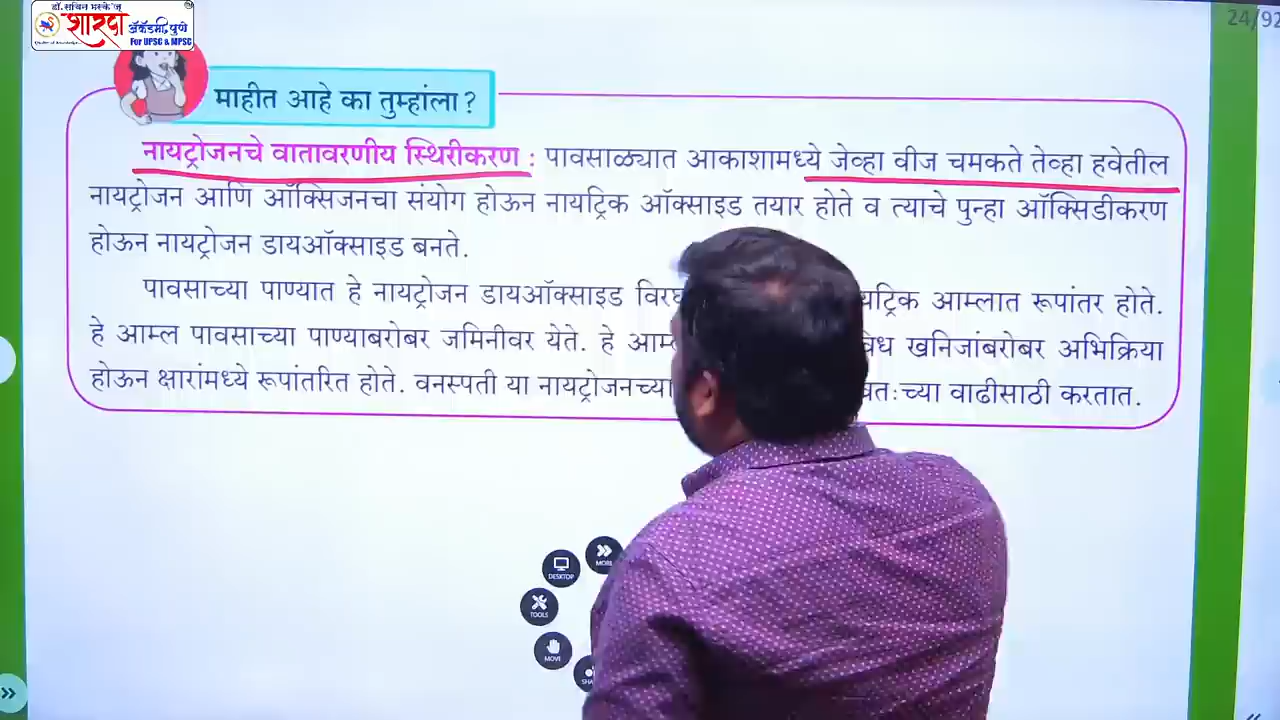 डॉ. सचिन भस्के'ज्
शारदा
अ‍ॅकॅडमी, पुणे
For UPSC & MPSC
24/92
माहीत आहे का तुम्हांला ?
नायट्रोजनचे वातावरणीय स्थिरीकरण : पावसाळ्यात आकाशामध्ये जेव्हा वीज चमकते तेव्हा हवेतील
नायट्रोजन आणि ऑक्सिजनचा संयोग होऊन नायट्रिक ऑक्साइड तयार होते व त्याचे पुन्हा ऑक्सिडीकरण
होऊन नायट्रोजन डायऑक्साइड बनते.
पावसाच्या पाण्यात हे नायट्रोजन डायऑक्साइड आम्लात रूपांतर होते.
हे आम्ल पावसाच्या पाण्याबरोबर जमिनीवर येते. हे खनिजांबरोबर अभिक्रिया
होऊन क्षारांमध्ये रूपांतरित होते. वनस्पती या नायट्रोजनच्या वाढीसाठी करतात.
DESKTOP
MORE
TOOLS
MOVE